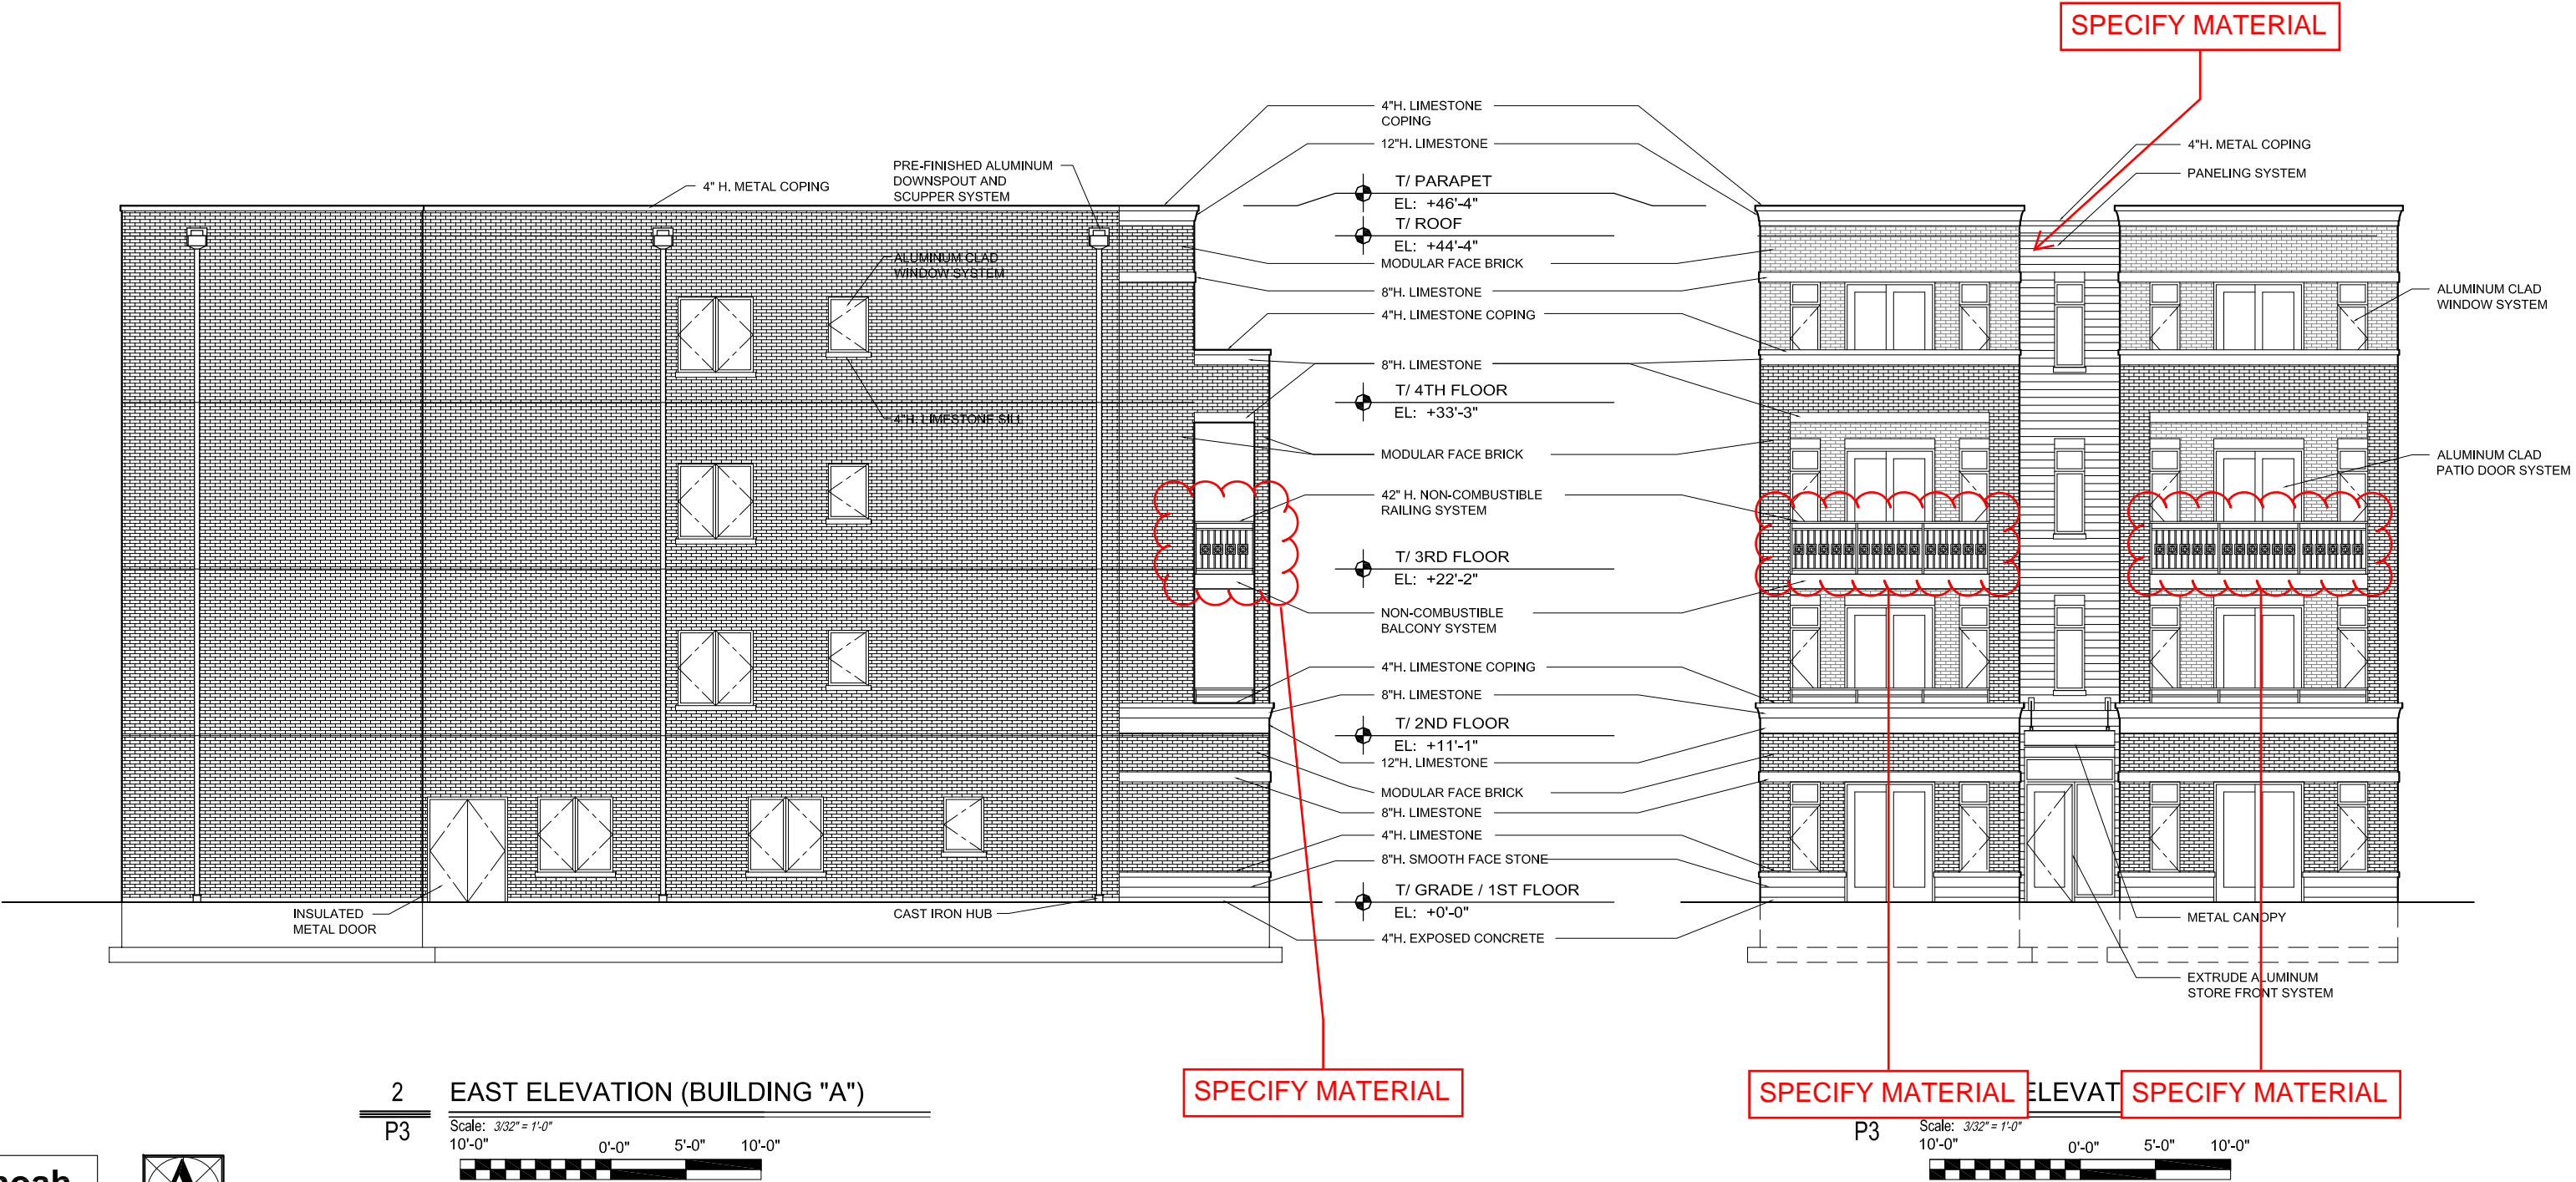 SPECIFY MATERIAL
4"H. LIMESTONE
COPING
12"H. LIMESTONE
4"H. METAL COPING
PANELING SYSTEM
PRE-FINISHED ALUMINUM
DOWNSPOUT AND
SCUPPER SYSTEM
4" H. METAL COPING
T/ PARAPET
EL: +46'-4"
T/ ROOF
EL: +44'-4"
MODULAR FACE BRICK
ALUMINUM CLAD
WINDOW SYSTEM
8"H. LIMESTONE
ALUMINUM CLAD
WINDOW SYSTEM
4"H. LIMESTONE COPING
8"H. LIMESTONE
T/ 4TH FLOOR
EL: +33'-3"
4"H. LIMESTONE SILL
MODULAR FACE BRICK
ALUMINUM CLAD
PATIO DOOR SYSTEM
42" H. NON-COMBUSTIBLE
RAILING SYSTEM
T/ 3RD FLOOR
EL: +22'-2"
NON-COMBUSTIBLE
BALCONY SYSTEM
4"H. LIMESTONE COPING
8"H. LIMESTONE
T/ 2ND FLOOR
EL: +11'-1"
12"H. LIMESTONE
MODULAR FACE BRICK
8"H. LIMESTONE
4"H. LIMESTONE
8"H. SMOOTH FACE STONE
T/ GRADE / 1ST FLOOR
EL: +0'-0"
INSULATED
METAL DOOR
CAST IRON HUB
METAL CANOPY
4"H. EXPOSED CONCRETE
EXTRUDE ALUMINUM
STORE FRONT SYSTEM
2 EAST ELEVATION (BUILDING "A")
P3 Scale: 3/32" = 1'-0"
10'-0" 0'-0" 5'-0" 10'-0"
SPECIFY MATERIAL
SPECIFY MATERIAL ELEVAT SPECIFY MATERIAL
P3 Scale: 3/32" = 1'-0"
10'-0" 0'-0" 5'-0" 10'-0"